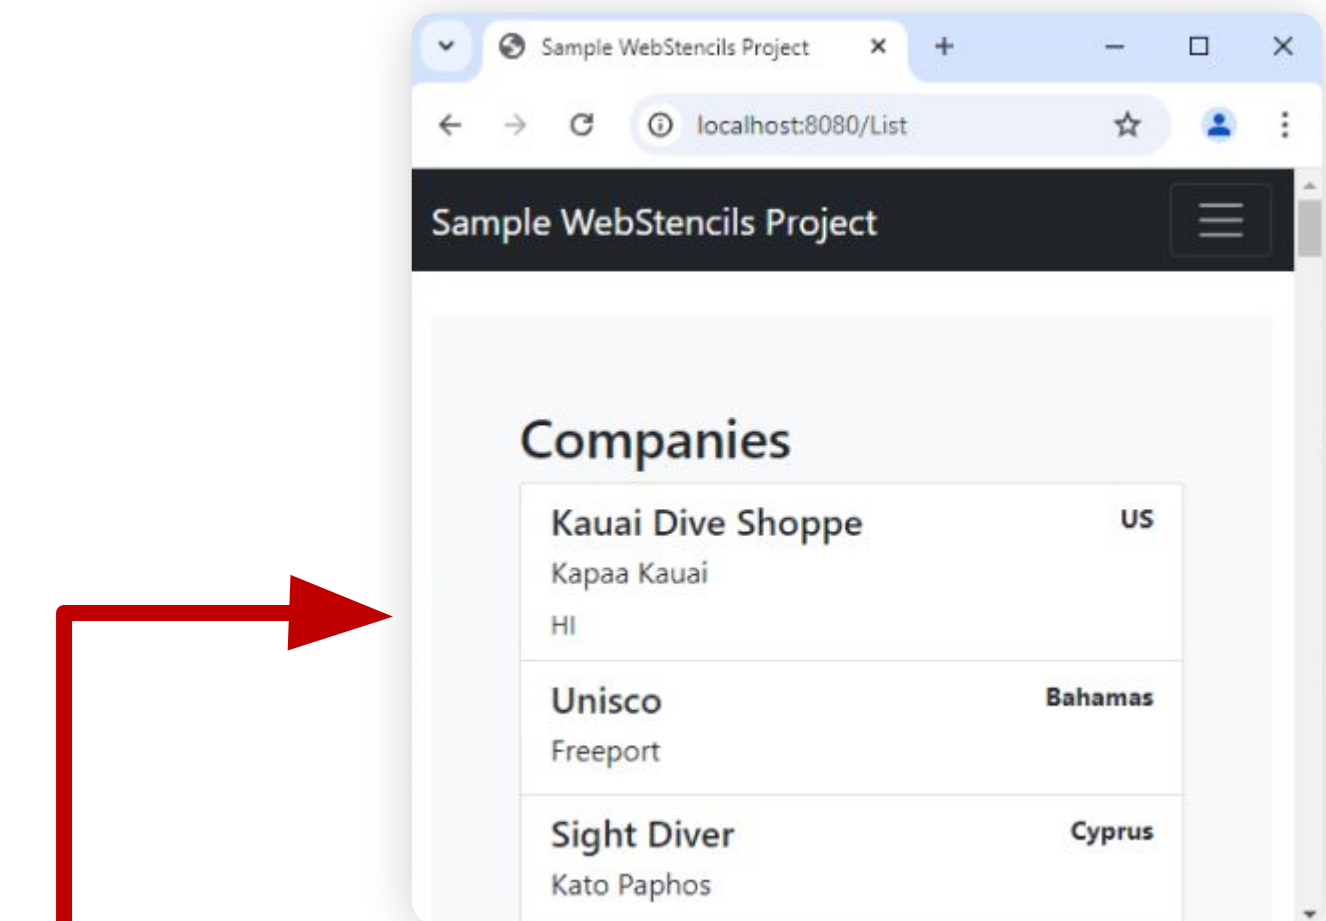 Sample WebStencils Project
localhost:8080/List
Sample WebStencils Project
Companies
Kauai Dive Shoppe US
Kapaa Kauai
HI
Unisco Bahamas
Freeport
Sight Diver Cyprus
Kato Paphos